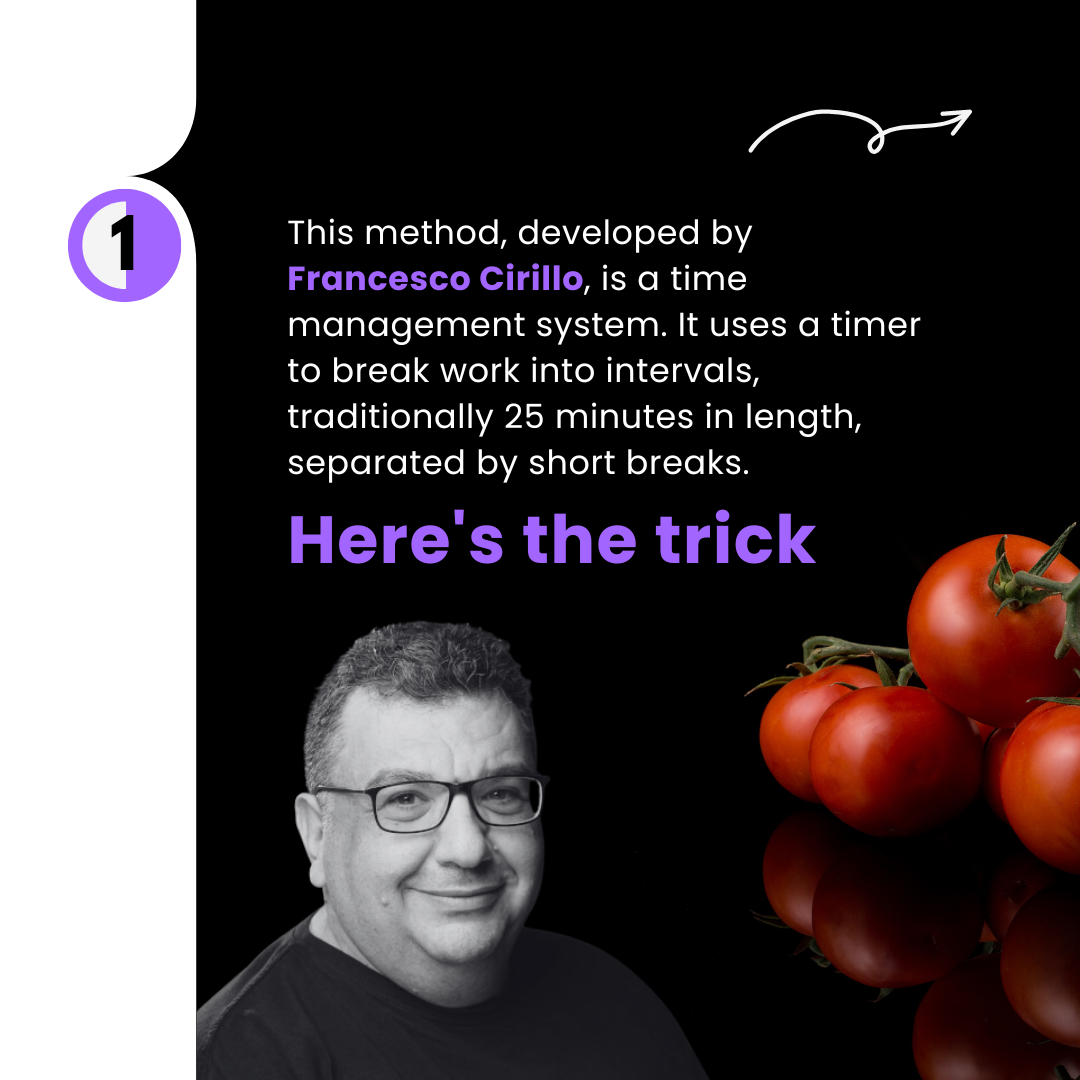 1
This method, developed by
Francesco Cirillo, is a time
management system. It uses a timer
to break work into intervals,
traditionally 25 minutes in length,
separated by short breaks.
Here's the trick